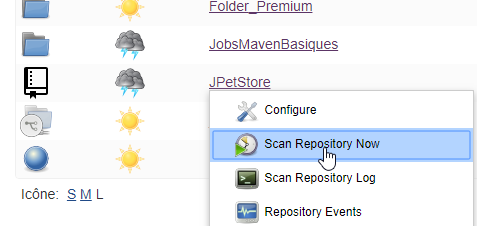 Folder_Premium
JobsMavenBasiques
JPetStore
Configure
Scan Repository Now
Scan Repository Log
Repository Events
Icône: S M L